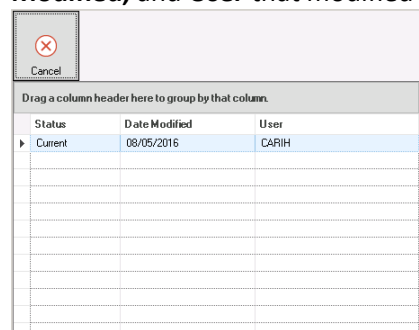 Modified, and User that modified
Cancel
Drag a column header here to group by that column.
Status Date Modified User
Current 08/05/2016 CARIH